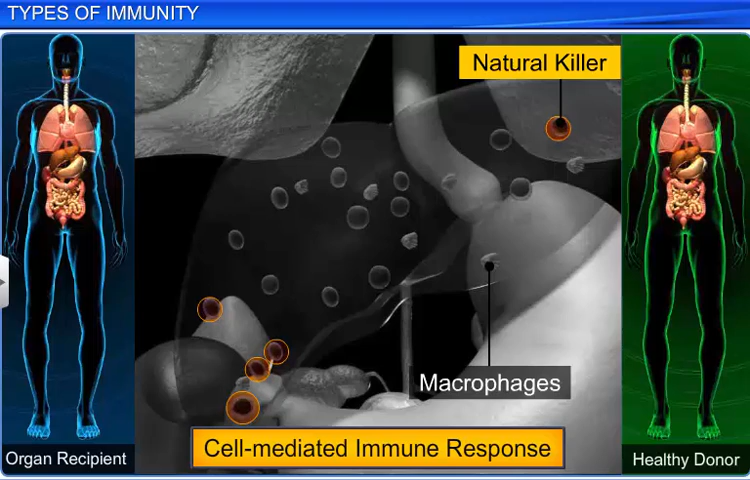 TYPES OF IMMUNITY
Natural Killer
Macrophages
Cell-mediated Immune Response
Organ Recipient
Healthy Donor